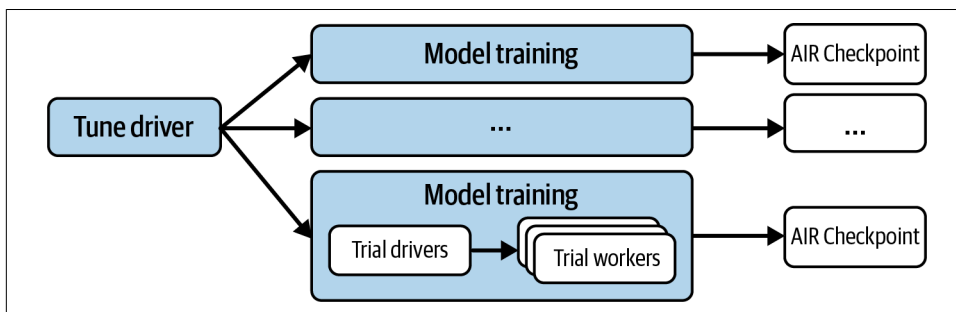 Model training
AIR Checkpoint
Tune driver
...
...
Model training
Trial drivers
Trial workers
AIR Checkpoint